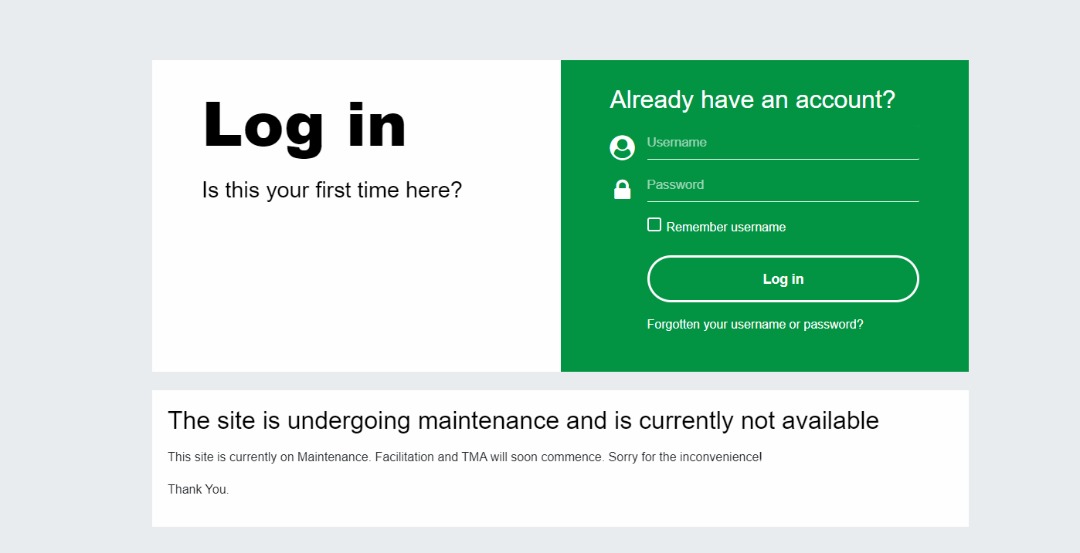 Log in
Is this your first time here?
Already have an account?
Username
Password
Remember username
Log in
Forgotten your username or password?
The site is undergoing maintenance and is currently not available
This site is currently on Maintenance. Facilitation and TMA will soon commence. Sorry for the inconvenience!
Thank You.